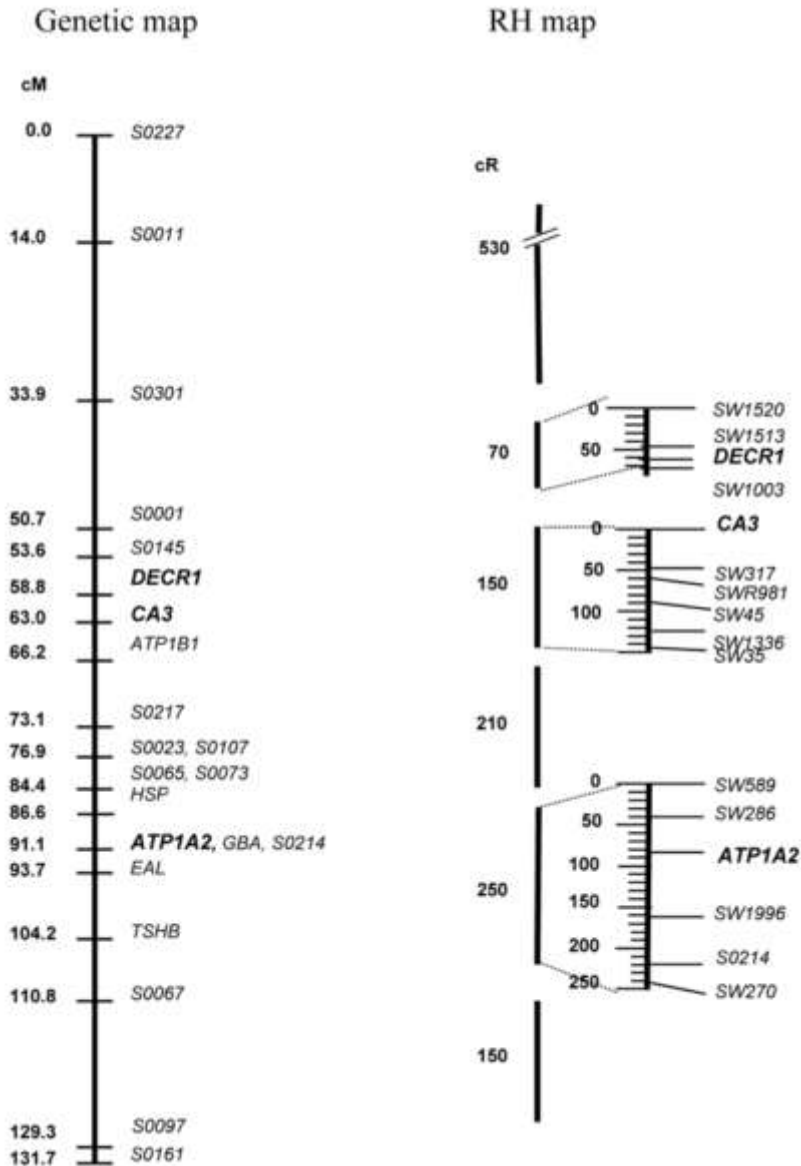 Genetic map
cM
0.0 S0227
14.0 S0011
33.9 S0301
50.7 S0001
53.6 S0145
58.8 DECR1
63.0 CA3
66.2 ATP1B1
73.1 S0217
76.9 S0023, S0107
84.4 S0065, S0073
86.6 HSP
91.1 ATP1A2, GBA, S0214
93.7 EAL
104.2 TSHB
110.8 S0067
129.3 S0097
131.7 S0161
RH map
cR
530
70
0 SW1520
SW1513
50 DECR1
SW1003
150
0 CA3
50 SW317
SWR981
100 SW45
SW1336
SW35
210
250
0 SW589
50 SW286
ATP1A2
100
150 SW1996
200 S0214
250 SW270
150